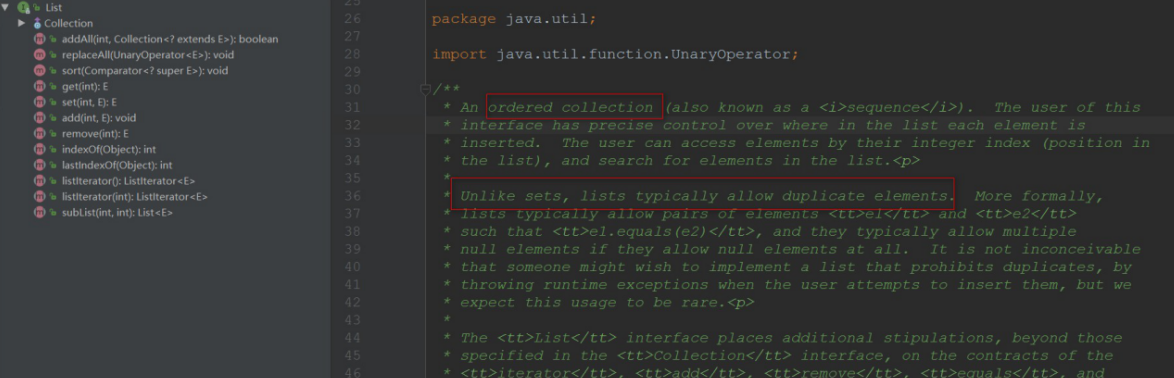 List
Collection
addAll(int, Collection<? extends E>): boolean
replaceAll(UnaryOperator<E>): void
sort(Comparator<? super E>): void
get(int): E
set(int, E): E
add(int, E): void
remove(int): E
indexOf(Object): int
lastIndexOf(Object): int
listIterator(): ListIterator<E>
listIterator(int): ListIterator<E>
subList(int, int): List<E>
25
26 package java.util;
27
28 import java.util.function.UnaryOperator;
29
30 /**
31 * An ordered collection (also known as a <i>sequence</i>).  The user of this
32 * interface has precise control over where in the list each element is
33 * inserted.  The user can access elements by their integer index (position in
34 * the list), and search for elements in the list.<p>
35 *
36 * Unlike sets, lists typically allow duplicate elements.  More formally,
37 * lists typically allow pairs of elements <tt>e1</tt> and <tt>e2</tt>
38 * such that <tt>e1.equals(e2)</tt>, and they typically allow multiple
39 * null elements if they allow null elements at all.  It is not inconceivable
40 * that someone might wish to implement a list that prohibits duplicates, by
41 * throwing runtime exceptions when the user attempts to insert them, but we
42 * expect this usage to be rare.<p>
43 *
44 * The <tt>List</tt> interface places additional stipulations, beyond those
45 * specified in the <tt>Collection</tt> interface, on the contracts of the
46 * <tt>iterator</tt>, <tt>add</tt>, <tt>remove</tt>, <tt>equals</tt>, and